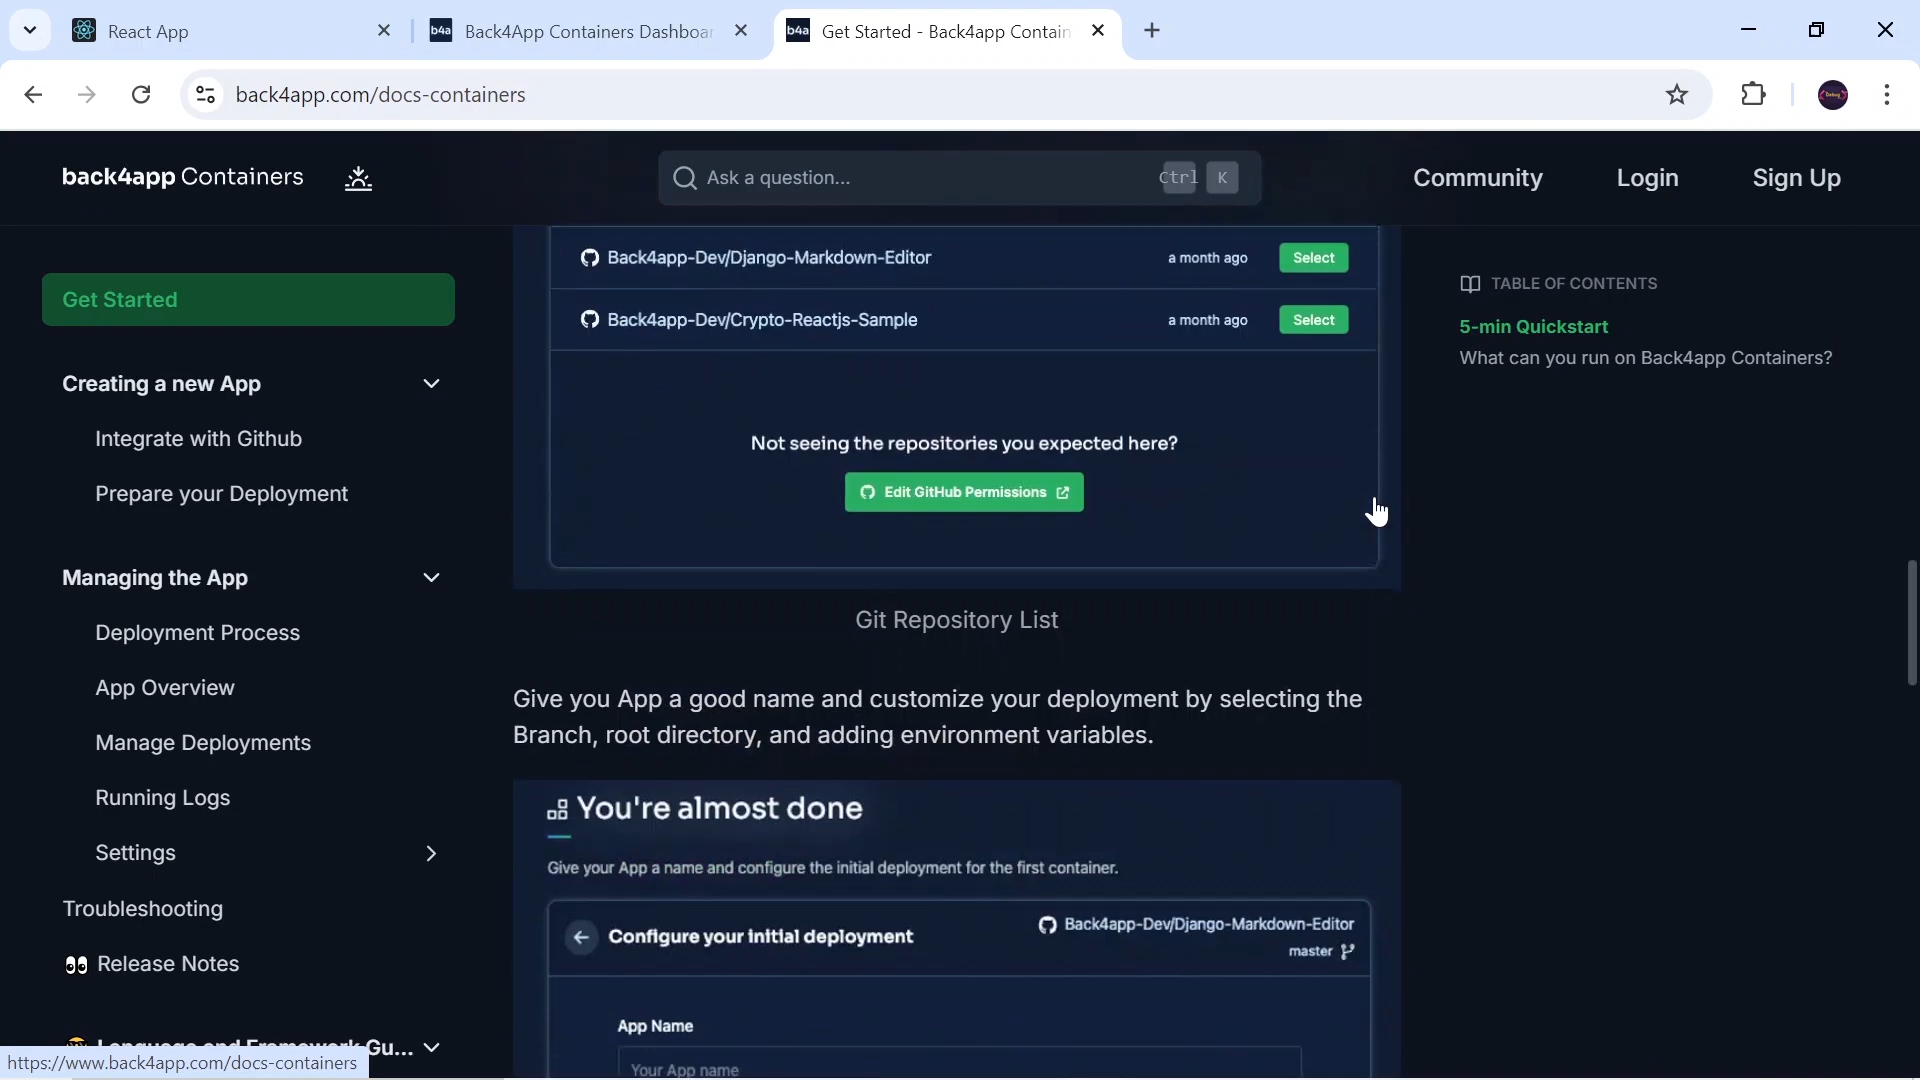 React App
Back4App Containers Dashboar
Get Started - Back4app Contain
back4app.com/docs-containers
back4app Containers
Ask a question...
Ctrl K
Community
Login
Sign Up
Get Started
Creating a new App
Integrate with Github
Prepare your Deployment
Managing the App
Deployment Process
App Overview
Manage Deployments
Running Logs
Settings
Troubleshooting
Release Notes
Language and Framework Gu...
https://www.back4app.com/docs-containers
Back4app-Dev/Django-Markdown-Editor a month ago Select
Back4app-Dev/Crypto-Reactjs-Sample a month ago Select
Not seeing the repositories you expected here?
Edit GitHub Permissions
Git Repository List
Give you App a good name and customize your deployment by selecting the
Branch, root directory, and adding environment variables.
You're almost done
Give your App a name and configure the initial deployment for the first container.
Configure your initial deployment
Back4app-Dev/Django-Markdown-Editor
master
App Name
Your App name
TABLE OF CONTENTS
5-min Quickstart
What can you run on Back4app Containers?